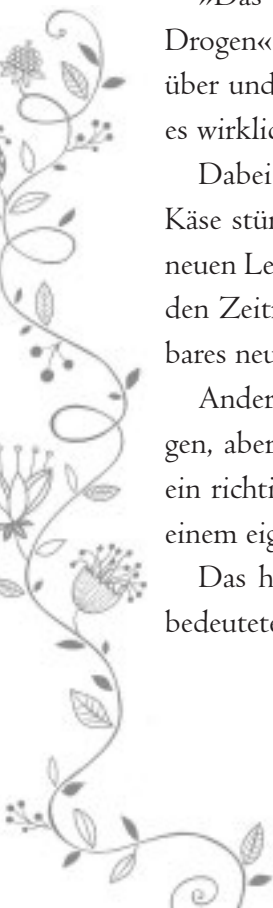 »Das
Drogen«
über und
es wirklic
Dabei
Käse stür
neuen Le
den Zeit
bares neu
Ander
gen, aber
ein richti
einem eig
Das h
bedeutete